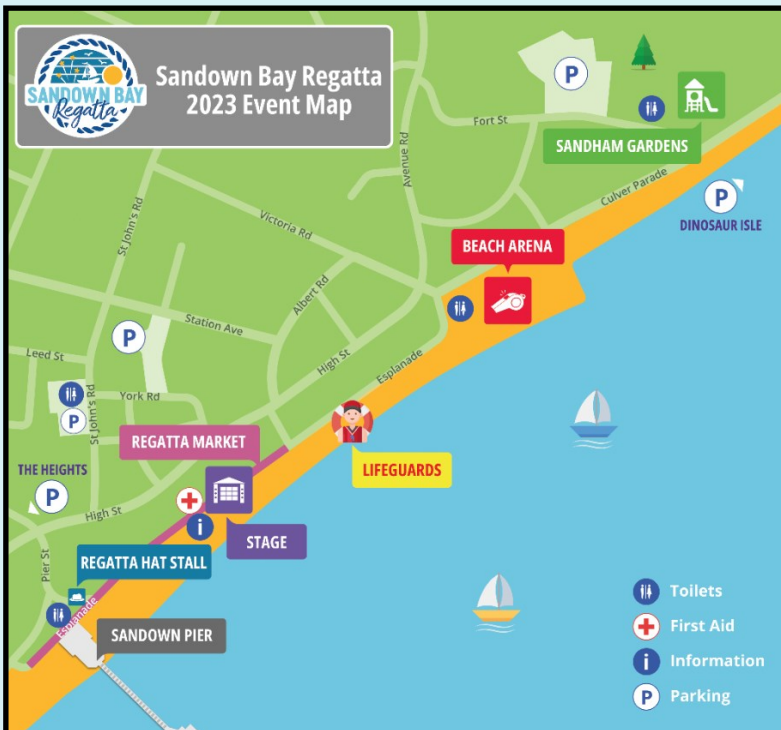 SANDOWN BAY
Regatta
Sandown Bay Regatta
2023 Event Map
P
Fort St
SANDHAM GARDENS
Avenue Rd
Culver Parade
P
DINOSAUR ISLE
St John's Rd
Victoria Rd
BEACH ARENA
Albert Rd
Station Ave
P
High St
Esplanade
Leed St
York Rd
P
St John's Rd
REGATTA MARKET
LIFEGUARDS
THE HEIGHTS
P
High St
i
STAGE
Pier St
REGATTA HAT STALL
Esplanade
SANDOWN PIER
Toilets
First Aid
i Information
P Parking